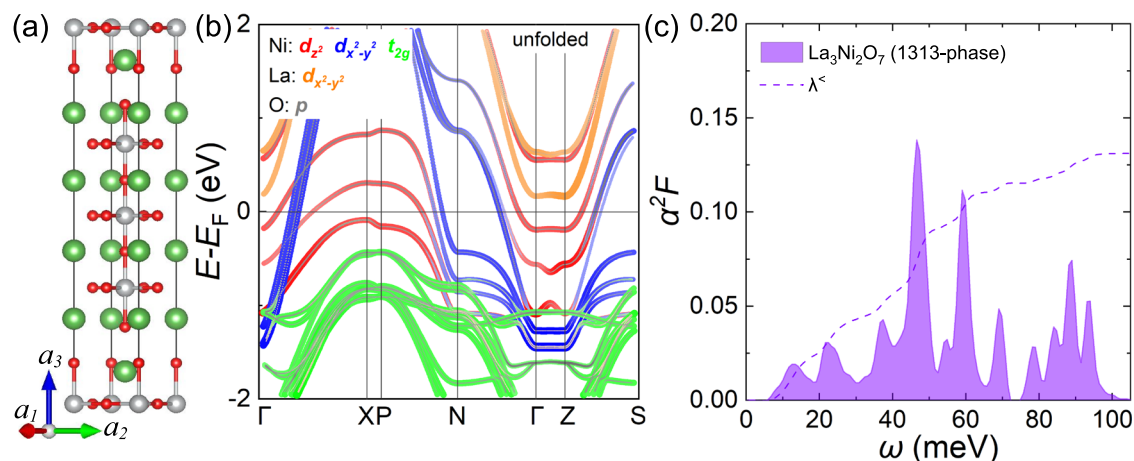 (a)
a3
a1
a2
(b)
Ni: dz² dx²-y² t2g
La: dx²-y²
O: p
unfolded
E-EF (eV)
2
0
-2
Γ X P N Γ Z S
(c)
La3Ni2O7 (1313-phase)
λ<
α²F
0.20
0.15
0.10
0.05
0.00
0 20 40 60 80 100
ω (meV)